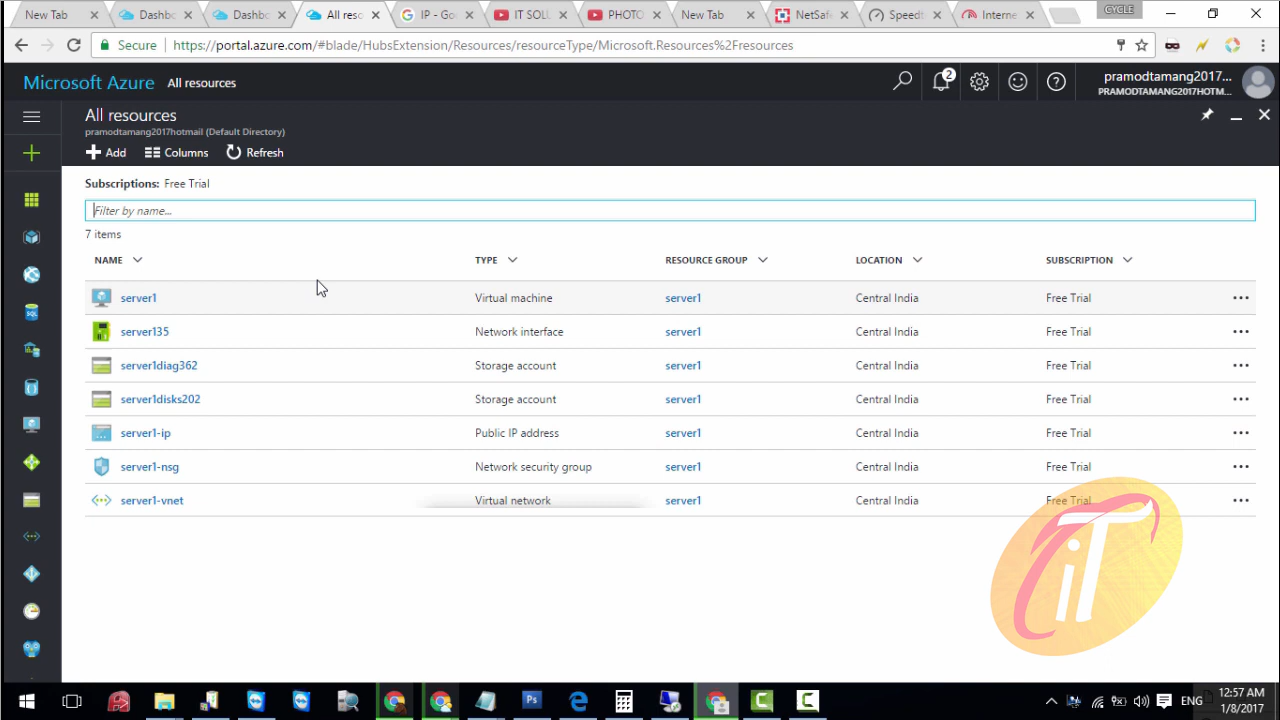 New Tab
Dashbo
Dashbo
All resc
IP - Go
IT SOLU
PHOTO
New Tab
NetSafe
Speedt
Interne
CYCLE
Secure
https://portal.azure.com/#blade/HubsExtension/Resources/resourceType/Microsoft.Resources%2Fresources
Microsoft Azure All resources
2
pramodtamang2017...
PRAMODTAMANG2017HOTM...
All resources
pramodtamang2017hotmail (Default Directory)
Add Columns Refresh
Subscriptions: Free Trial
Filter by name...
7 items
NAME TYPE RESOURCE GROUP LOCATION SUBSCRIPTION
server1 Virtual machine server1 Central India Free Trial
server135 Network interface server1 Central India Free Trial
server1diag362 Storage account server1 Central India Free Trial
server1disks202 Storage account server1 Central India Free Trial
server1-ip Public IP address server1 Central India Free Trial
server1-nsg Network security group server1 Central India Free Trial
server1-vnet Virtual network server1 Central India Free Trial
SQL
iT
Ps
ENG
12:57 AM
1/8/2017